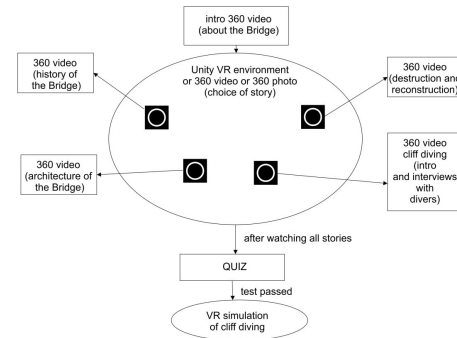 intro 360 video
(about the Bridge)
360 video
(history of
the Bridge)
Unity VR environment
or 360 video or 360 photo
(choice of story)
360 video
(destruction and
reconstruction)
360 video
(architecture of
the Bridge)
360 video
cliff diving
(intro
and interviews
with
divers)
after watching all stories
QUIZ
test passed
VR simulation
of cliff diving